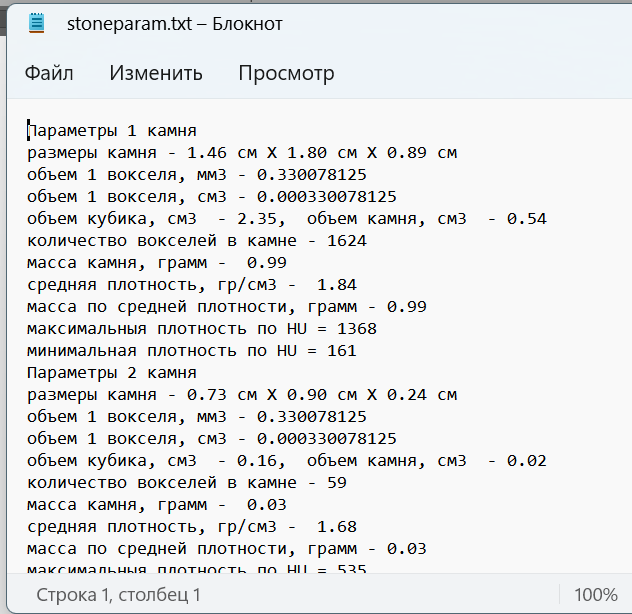 stoneparam.txt – Блокнот
Файл Изменить Просмотр
Параметры 1 камня
размеры камня - 1.46 см X 1.80 см X 0.89 см
объем 1 вокселя, мм3 - 0.330078125
объем 1 вокселя, см3 - 0.000330078125
объем кубика, см3  - 2.35,  объем камня, см3  - 0.54
количество вокселей в камне - 1624
масса камня, грамм -  0.99
средняя плотность, гр/см3 -  1.84
масса по средней плотности, грамм - 0.99
максимальныя плотность по HU = 1368
минимальная плотность по HU = 161
Параметры 2 камня
размеры камня - 0.73 см X 0.90 см X 0.24 см
объем 1 вокселя, мм3 - 0.330078125
объем 1 вокселя, см3 - 0.000330078125
объем кубика, см3  - 0.16,  объем камня, см3  - 0.02
количество вокселей в камне - 59
масса камня, грамм -  0.03
средняя плотность, гр/см3 -  1.68
масса по средней плотности, грамм - 0.03
максимальныя плотность по HU = 535
Строка 1, столбец 1 100%